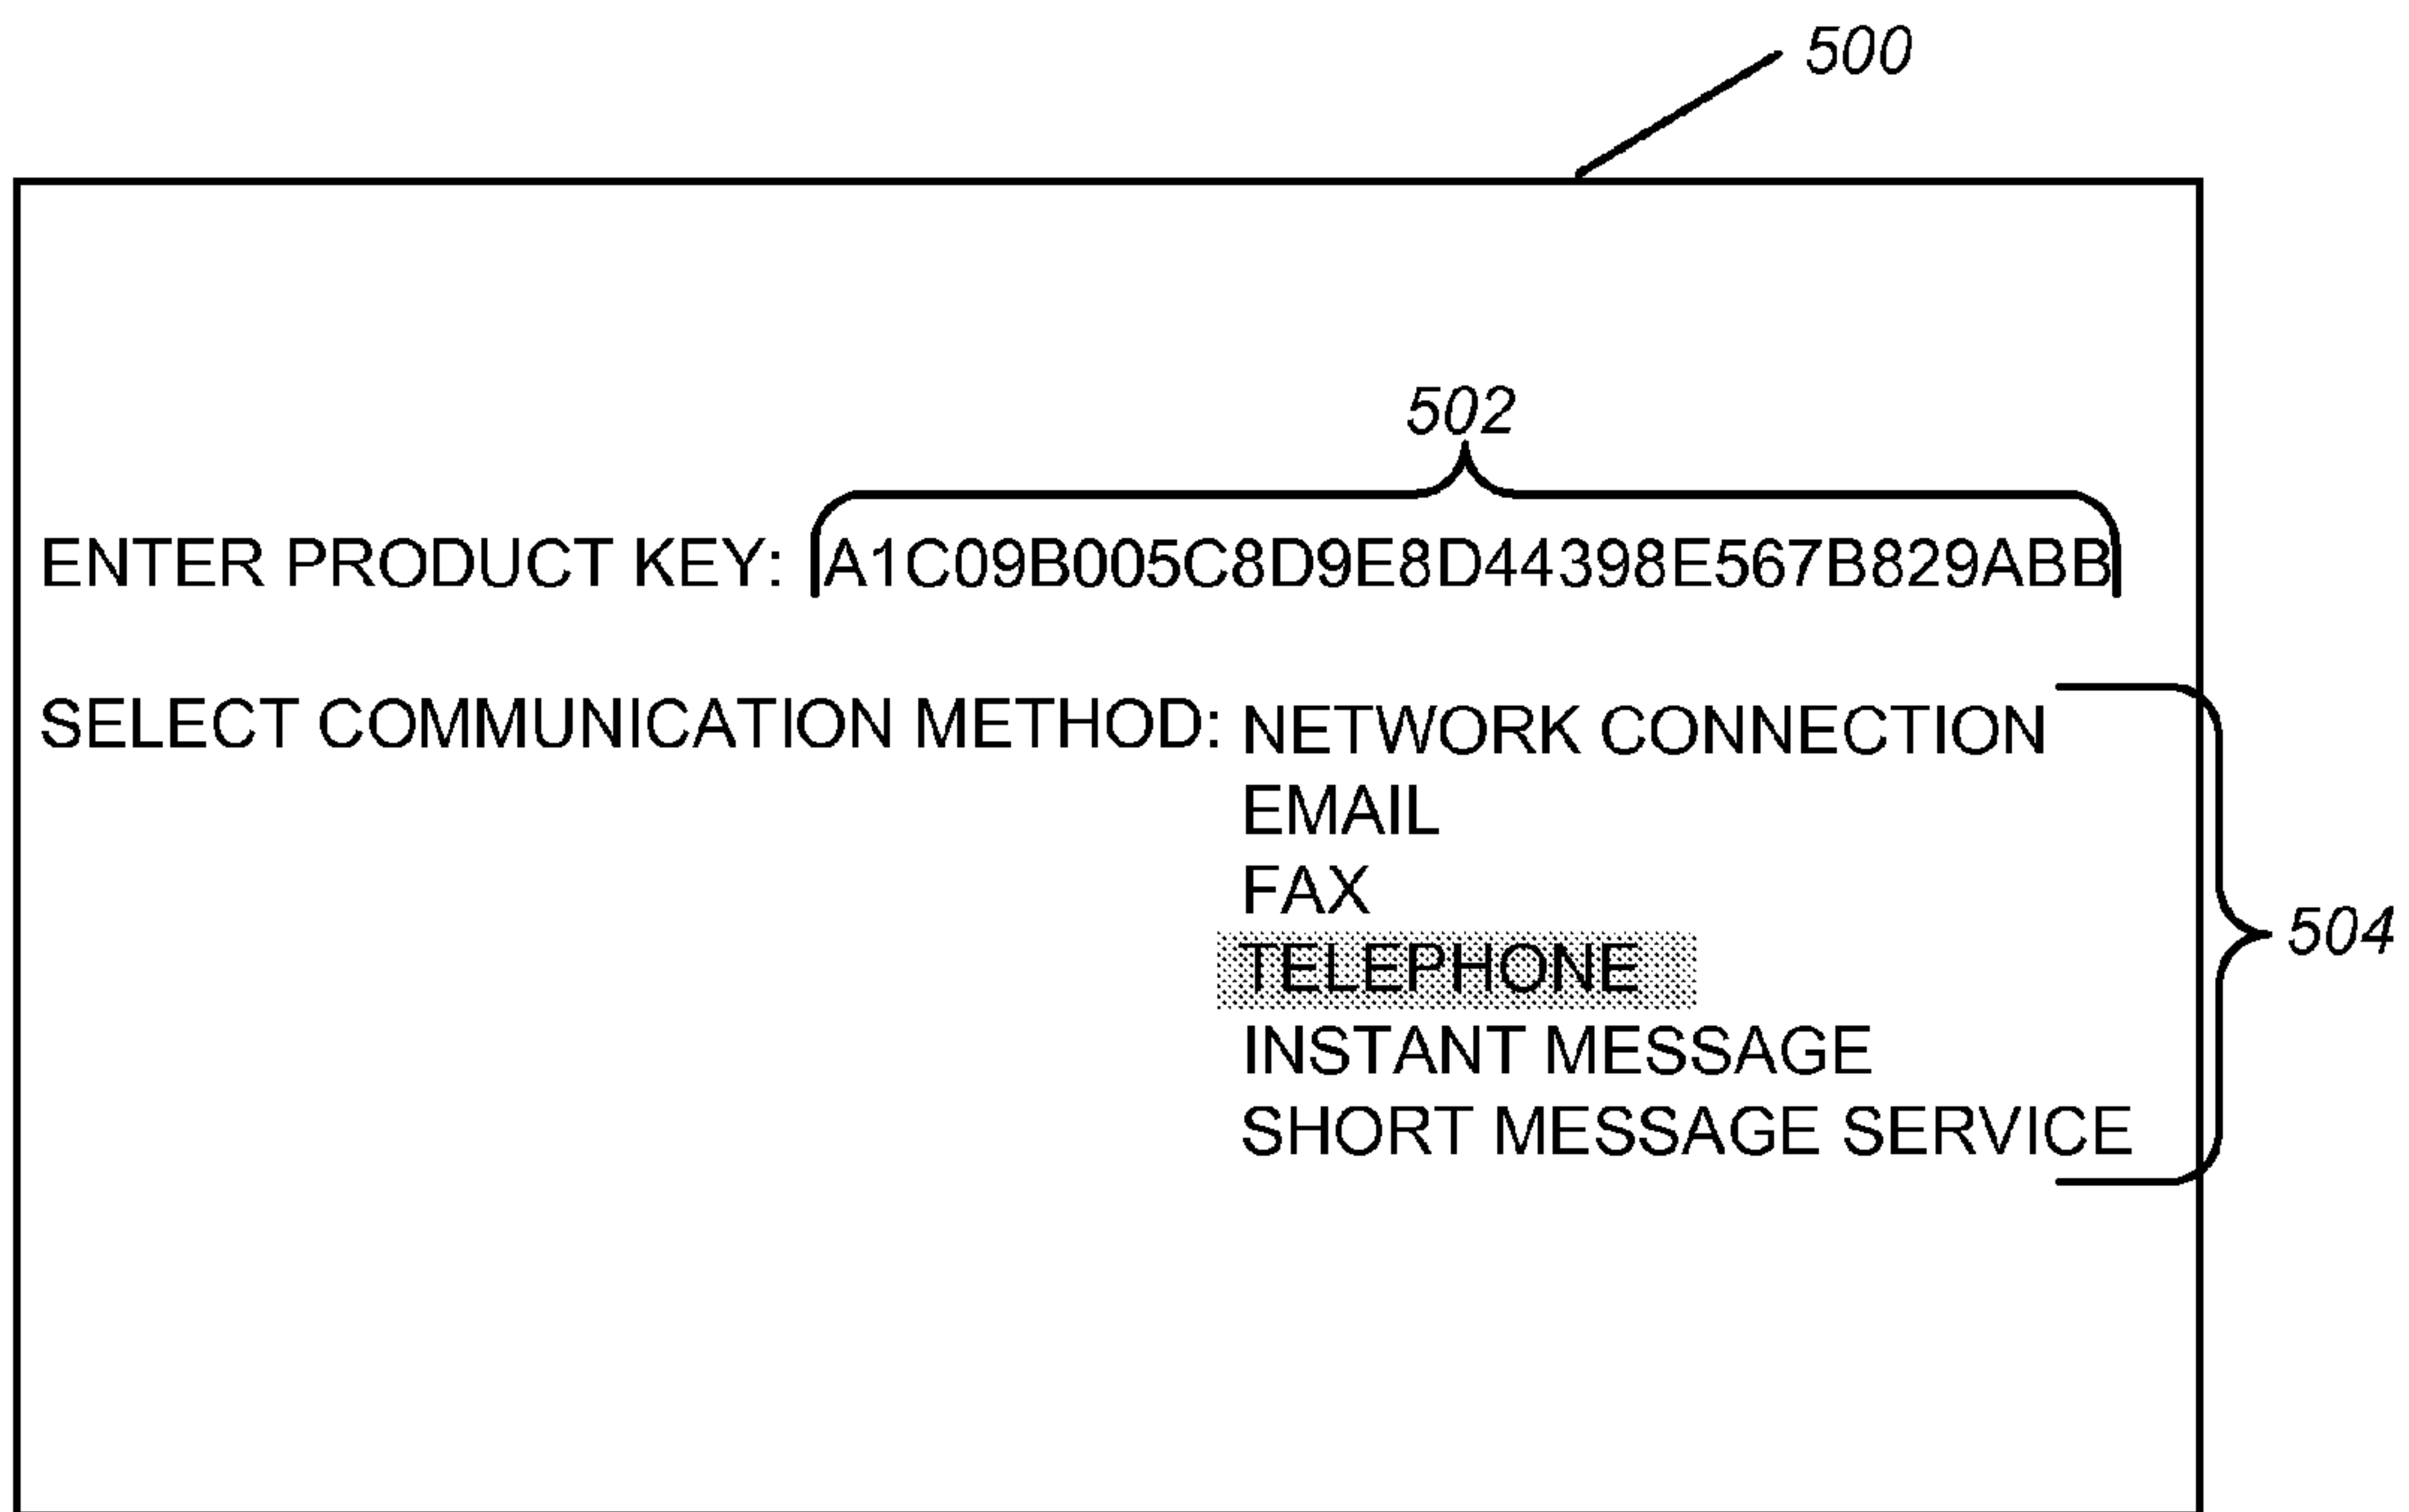 500
502
ENTER PRODUCT KEY: A1C09B005C8D9E8D44398E567B829ABB
SELECT COMMUNICATION METHOD: NETWORK CONNECTION
EMAIL
FAX
504
TELEPHONE
INSTANT MESSAGE
SHORT MESSAGE SERVICE